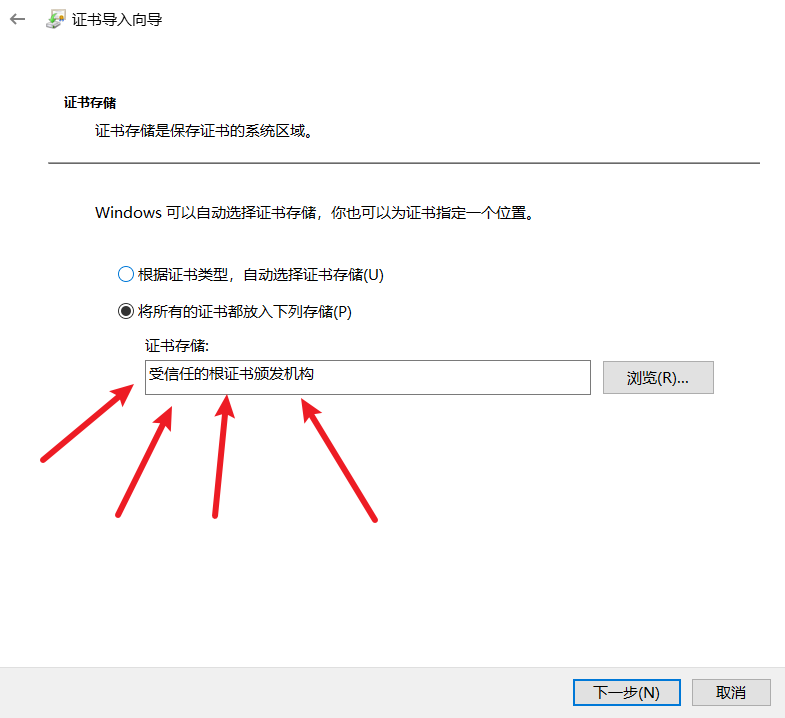 证书导入向导
证书存储
证书存储是保存证书的系统区域。
Windows 可以自动选择证书存储，你也可以为证书指定一个位置。
根据证书类型，自动选择证书存储(U)
将所有的证书都放入下列存储(P)
证书存储:
受信任的根证书颁发机构
浏览(R)...
下一步(N)
取消